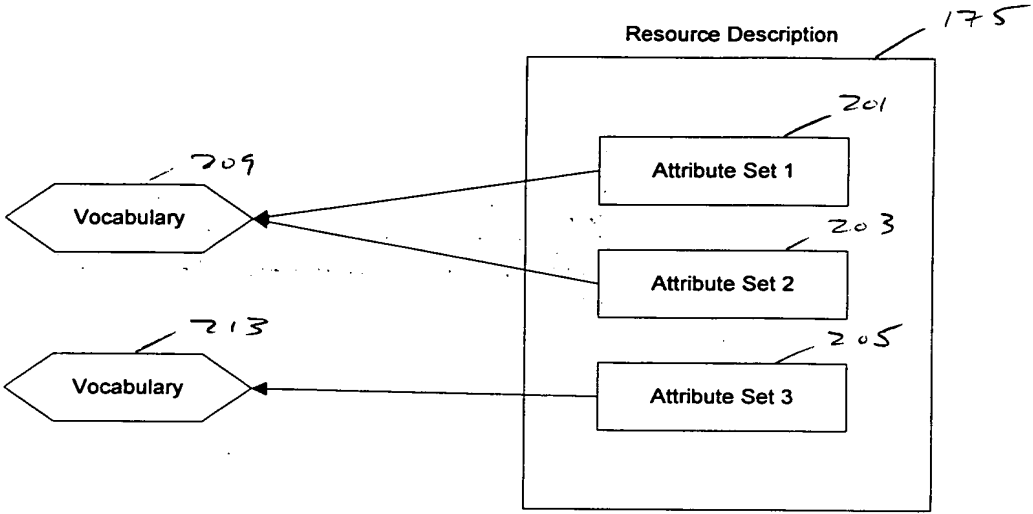 175
Resource Description
201
Attribute Set 1
209
Vocabulary
203
Attribute Set 2
213
Vocabulary
205
Attribute Set 3